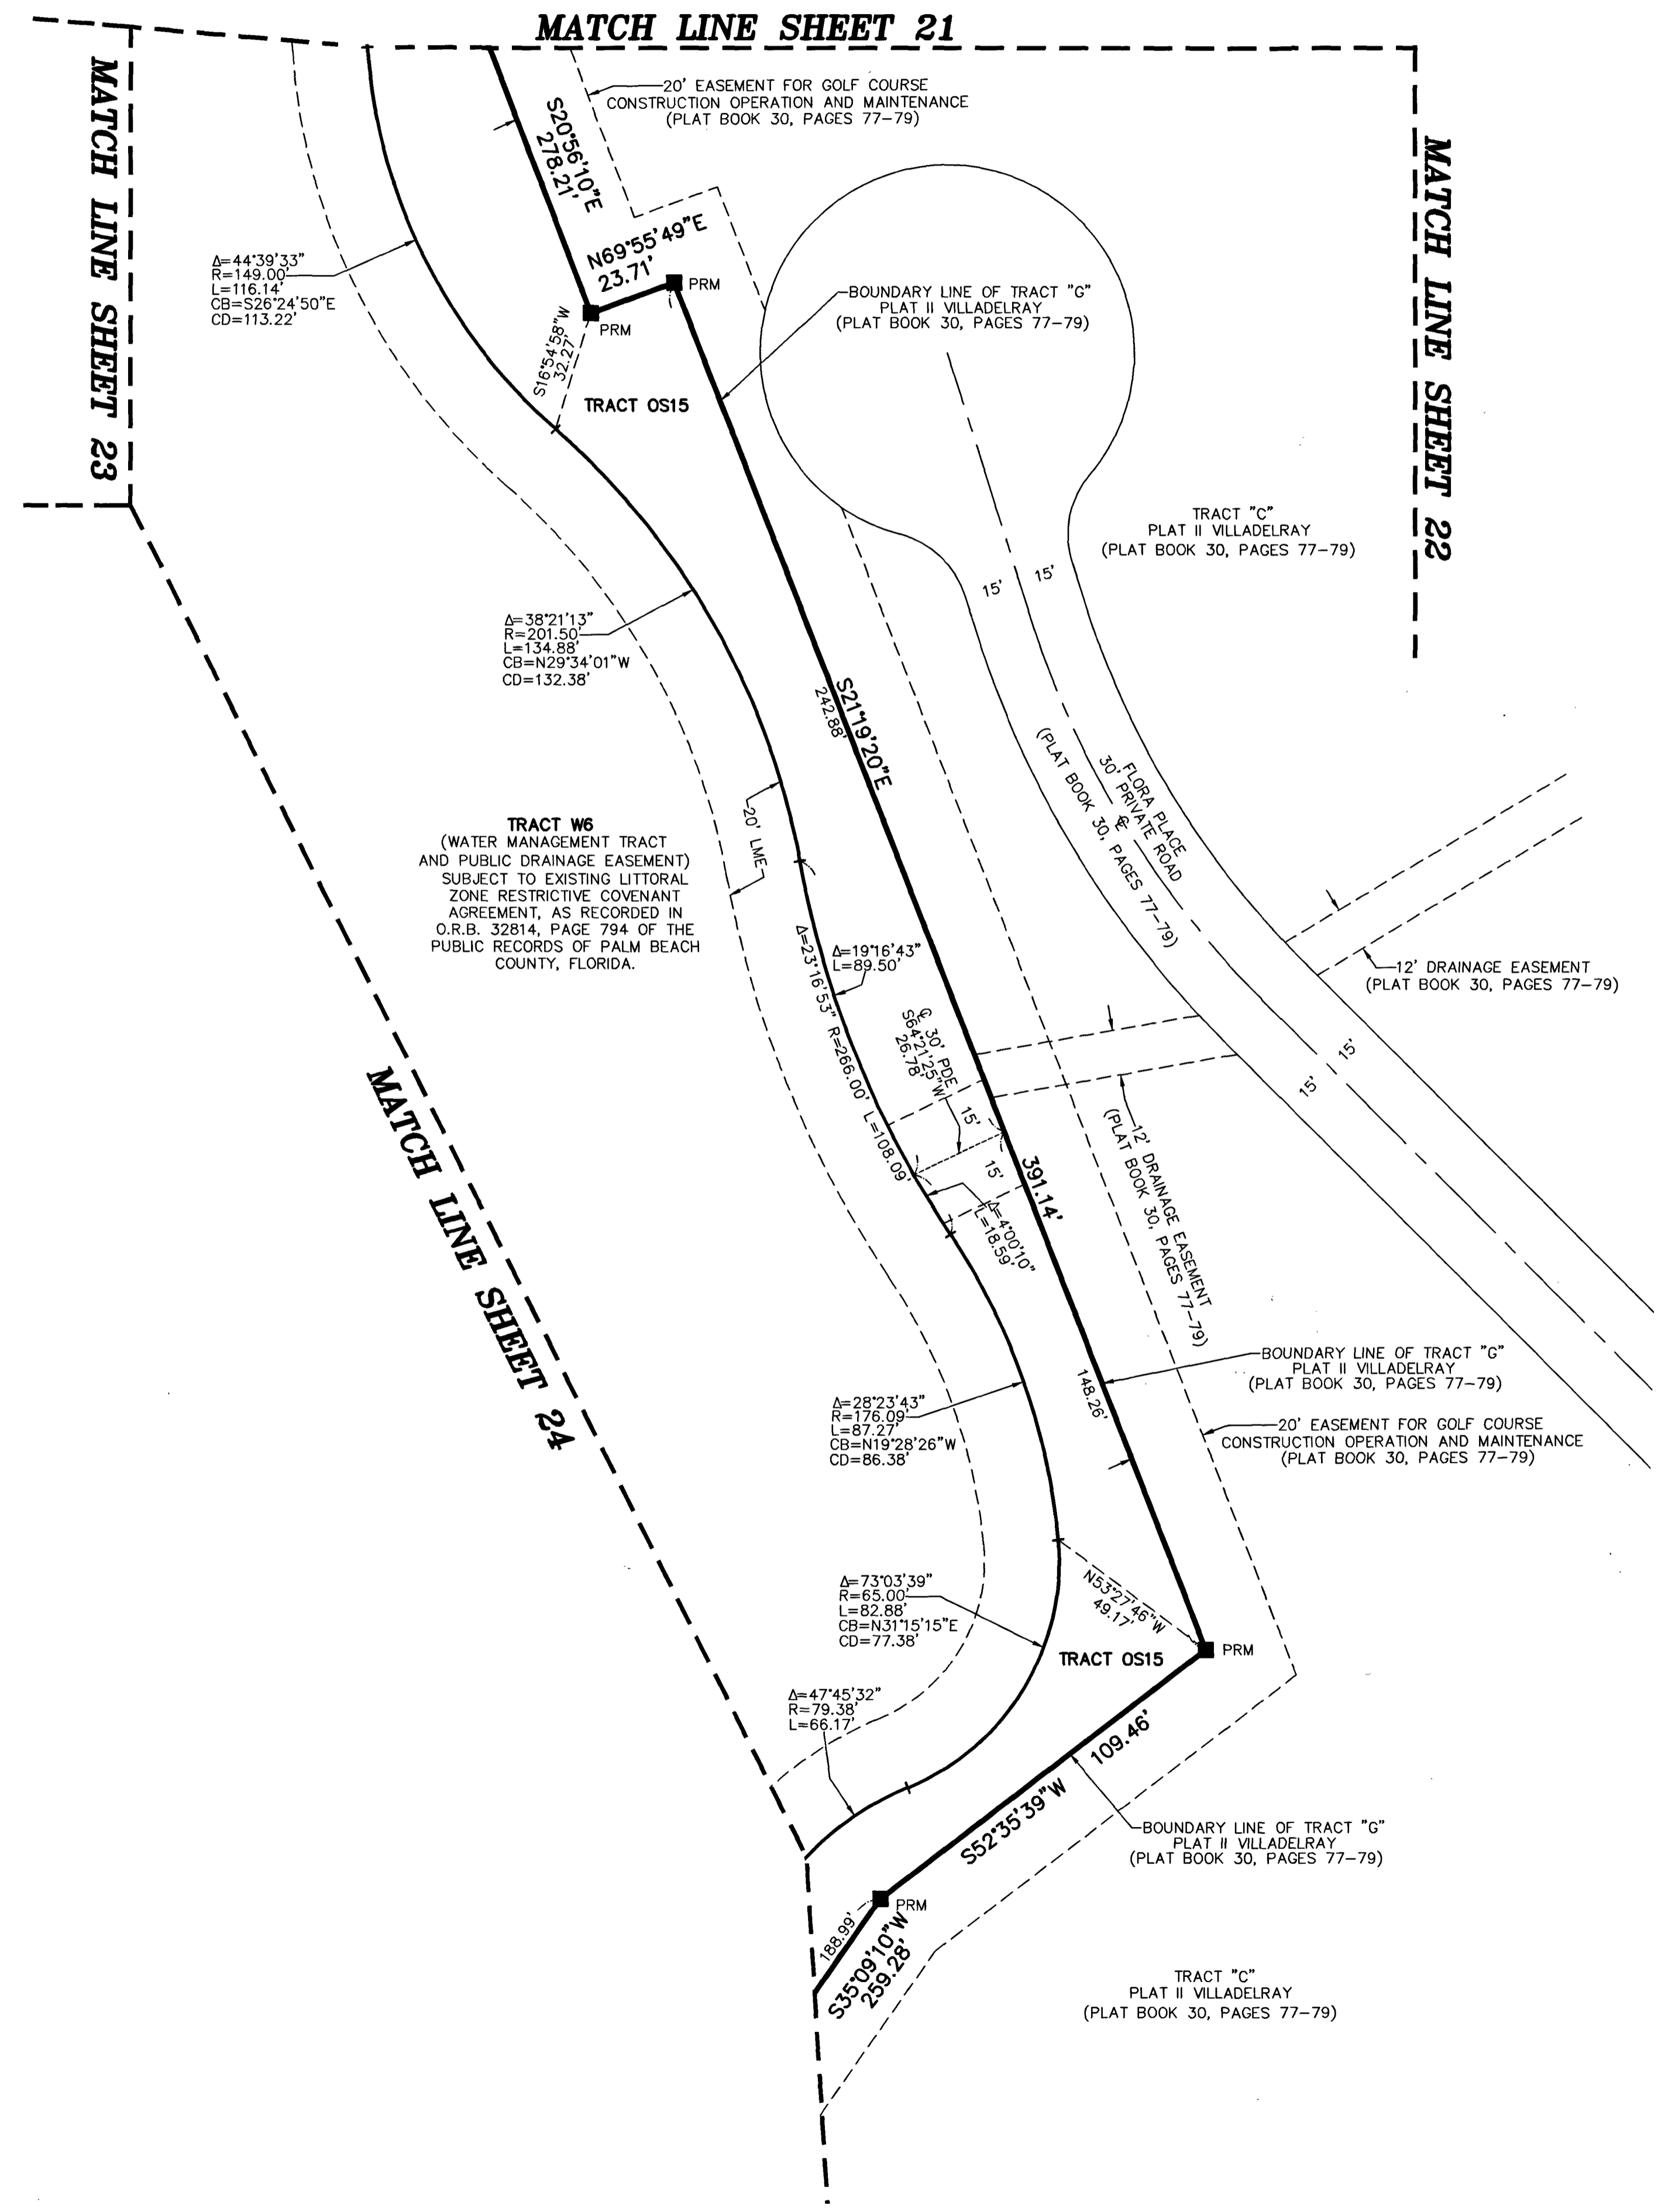 MATCH LINE SHEET 21
MATCH LINE SHEET 23
MATCH LINE SHEET 22
20' EASEMENT FOR GOLF COURSE
CONSTRUCTION OPERATION AND MAINTENANCE
(PLAT BOOK 30, PAGES 77-79)
S20°56'10"E
278.21'
N69°55'49"E
23.71'
PRM
PRM
Δ=44°39'33"
R=149.00'
L=116.14'
CB=S26°24'50"E
CD=113.22'
BOUNDARY LINE OF TRACT "G"
PLAT II VILLADELRAY
(PLAT BOOK 30, PAGES 77-79)
S16°54'58"W
32.27'
TRACT OS15
TRACT "C"
PLAT II VILLADELRAY
(PLAT BOOK 30, PAGES 77-79)
15'
15'
Δ=38°21'13"
R=201.50'
L=134.88'
CB=N29°34'01"W
CD=132.38'
S21°19'20"E
242.88'
FLORA PLACE
30' PRIVATE ROAD
℄
(PLAT BOOK 30, PAGES 77-79)
20' LME
TRACT W6
(WATER MANAGEMENT TRACT
AND PUBLIC DRAINAGE EASEMENT)
SUBJECT TO EXISTING LITTORAL
ZONE RESTRICTIVE COVENANT
AGREEMENT, AS RECORDED IN
O.R.B. 32814, PAGE 794 OF THE
PUBLIC RECORDS OF PALM BEACH
COUNTY, FLORIDA.
Δ=19°16'43"
L=89.50'
Δ=23°16'53" R=266.00' L=108.09'
12' DRAINAGE EASEMENT
(PLAT BOOK 30, PAGES 77-79)
℄ 30' PDE
S64°21'25"W
26.78'
15'
15'
15'
15'
MATCH LINE SHEET 24
391.14'
Δ=4°00'10"
L=18.59'
12' DRAINAGE EASEMENT
(PLAT BOOK 30, PAGES 77-79)
BOUNDARY LINE OF TRACT "G"
PLAT II VILLADELRAY
(PLAT BOOK 30, PAGES 77-79)
148.26'
Δ=28°23'43"
R=176.09'
L=87.27'
CB=N19°28'26"W
CD=86.38'
20' EASEMENT FOR GOLF COURSE
CONSTRUCTION OPERATION AND MAINTENANCE
(PLAT BOOK 30, PAGES 77-79)
Δ=73°03'39"
R=65.00'
L=82.88'
CB=N31°15'15"E
CD=77.38'
N53°27'46"W
49.17'
PRM
TRACT OS15
Δ=47°45'32"
R=79.38'
L=66.17'
109.46'
S52°35'39"W
BOUNDARY LINE OF TRACT "G"
PLAT II VILLADELRAY
(PLAT BOOK 30, PAGES 77-79)
PRM
188.99'
S35°09'10"W
259.28'
TRACT "C"
PLAT II VILLADELRAY
(PLAT BOOK 30, PAGES 77-79)